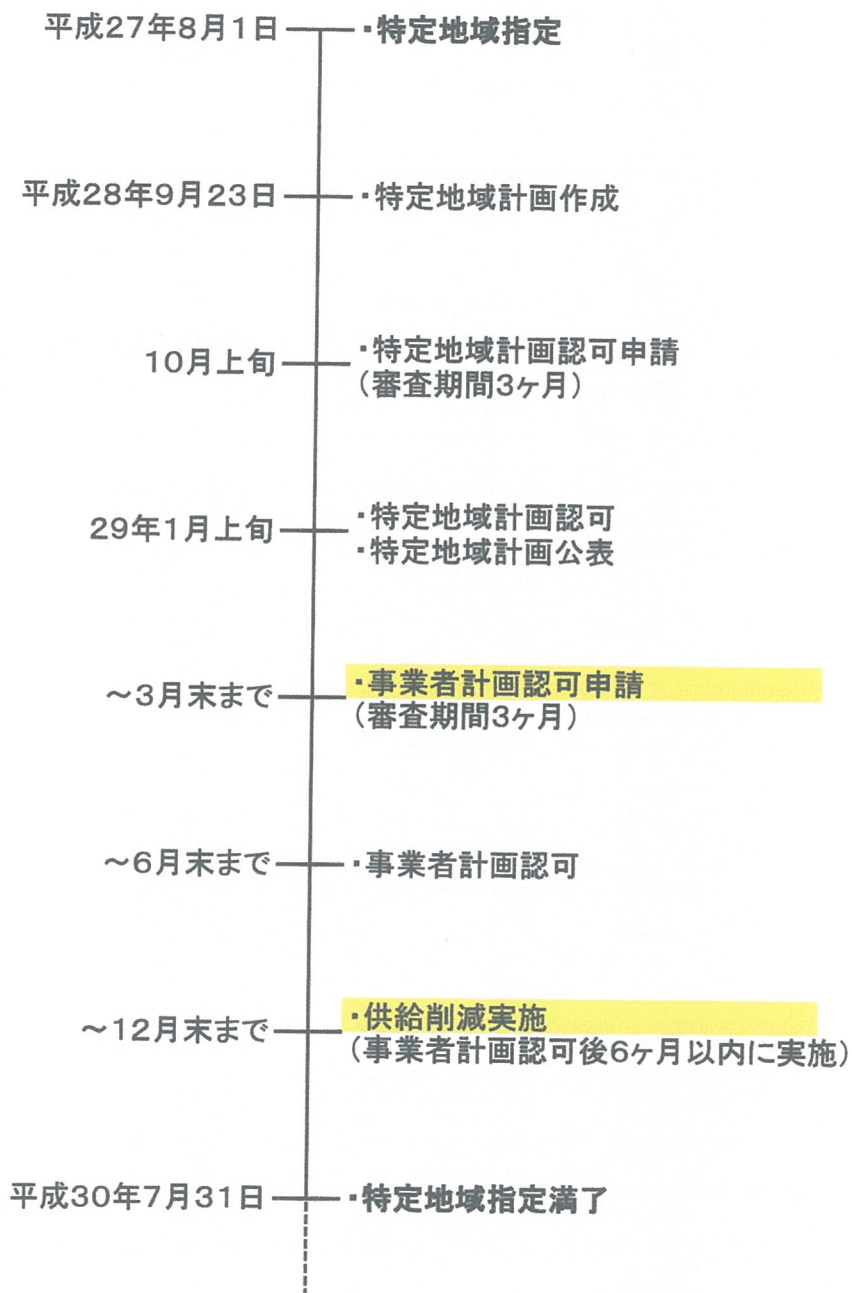 平成27年8月1日 ・特定地域指定
平成28年9月23日 ・特定地域計画作成
10月上旬 ・特定地域計画認可申請
（審査期間3ヶ月）
29年1月上旬 ・特定地域計画認可
・特定地域計画公表
～3月末まで ・事業者計画認可申請
（審査期間3ヶ月）
～6月末まで ・事業者計画認可
～12月末まで ・供給削減実施
（事業者計画認可後6ヶ月以内に実施）
平成30年7月31日 ・特定地域指定満了